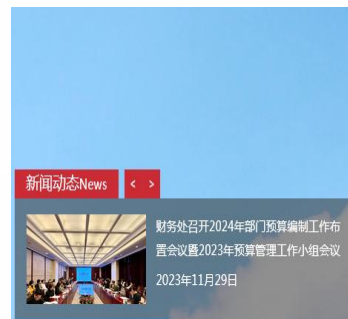 新闻动态News < >
财务处召开2024年部门预算编制工作布
置会议暨2023年预算管理工作小组会议
2023年11月29日